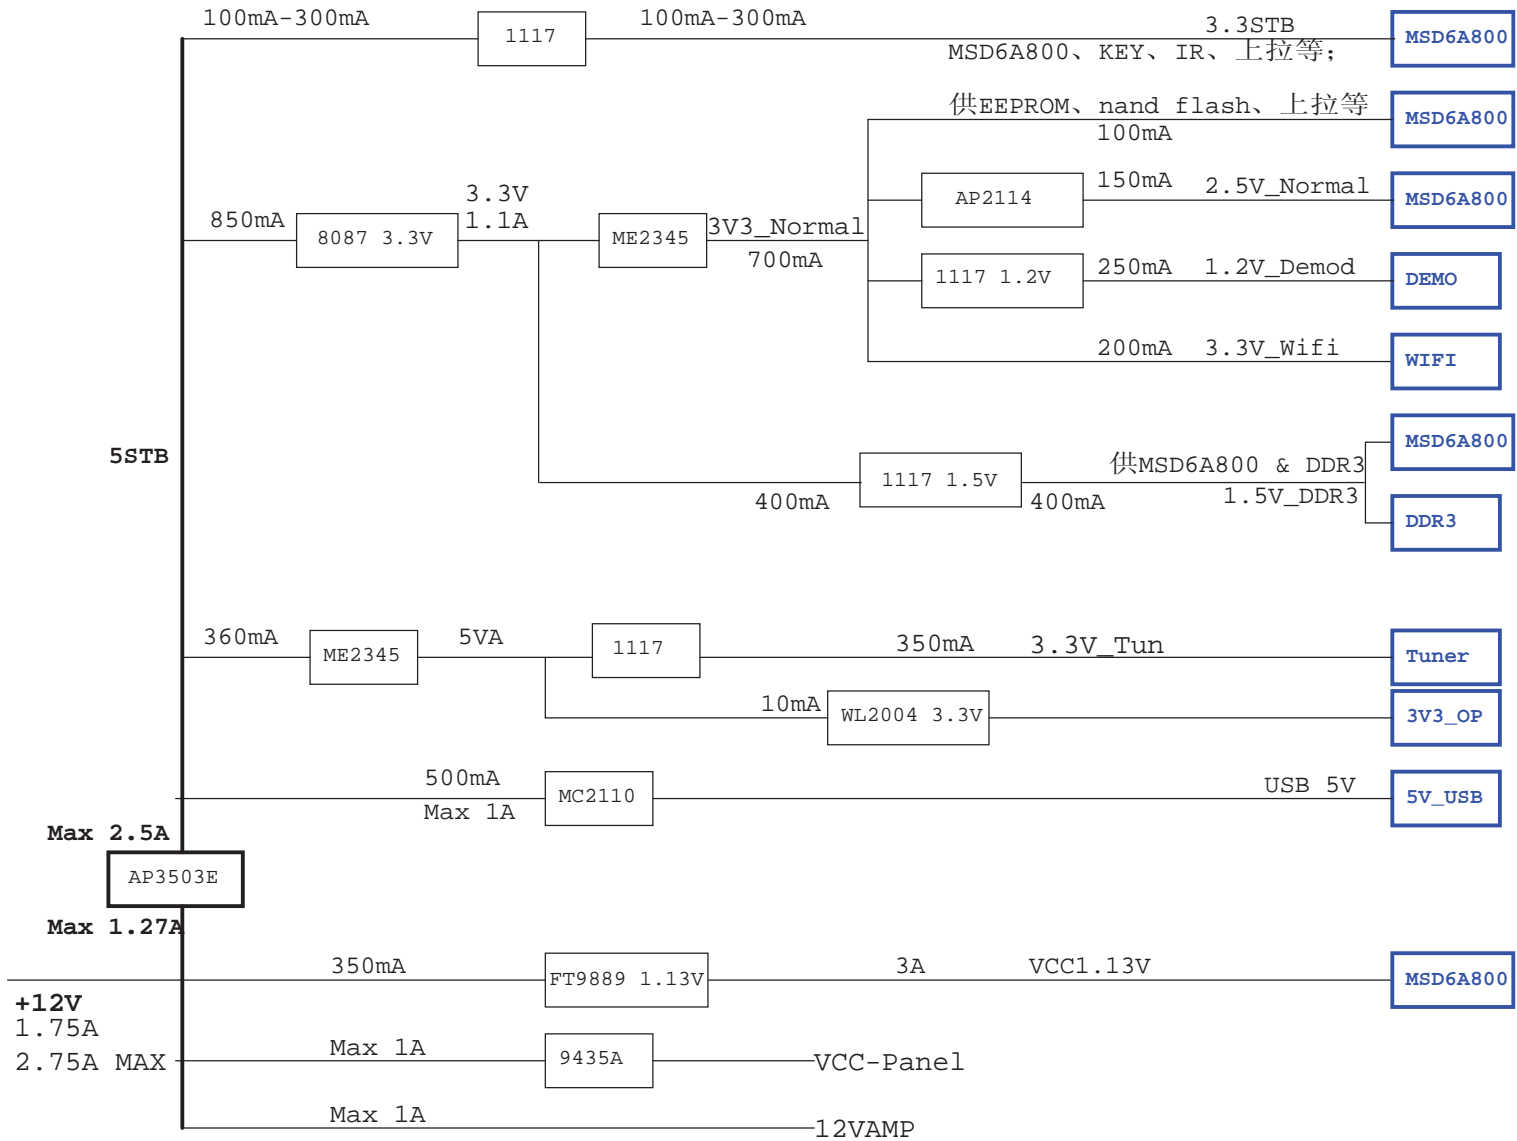 100mA-300mA
1117
100mA-300mA
3.3STB
MSD6A800、KEY、IR、上拉等;
MSD6A800
供EEPROM、nand flash、上拉等
100mA
MSD6A800
AP2114
150mA
2.5V_Normal
MSD6A800
850mA
8087 3.3V
3.3V
1.1A
ME2345
3V3_Normal
700mA
1117 1.2V
250mA
1.2V_Demod
DEMO
200mA
3.3V_Wifi
WIFI
5STB
400mA
1117 1.5V
400mA
供MSD6A800 & DDR3
1.5V_DDR3
MSD6A800
DDR3
360mA
ME2345
5VA
1117
350mA
3.3V_Tun
Tuner
10mA
WL2004 3.3V
3V3_OP
500mA
Max 1A
MC2110
USB 5V
5V_USB
Max 2.5A
AP3503E
Max 1.27A
350mA
FT9889 1.13V
3A
VCC1.13V
MSD6A800
+12V
1.75A
2.75A MAX
Max 1A
9435A
VCC-Panel
Max 1A
12VAMP